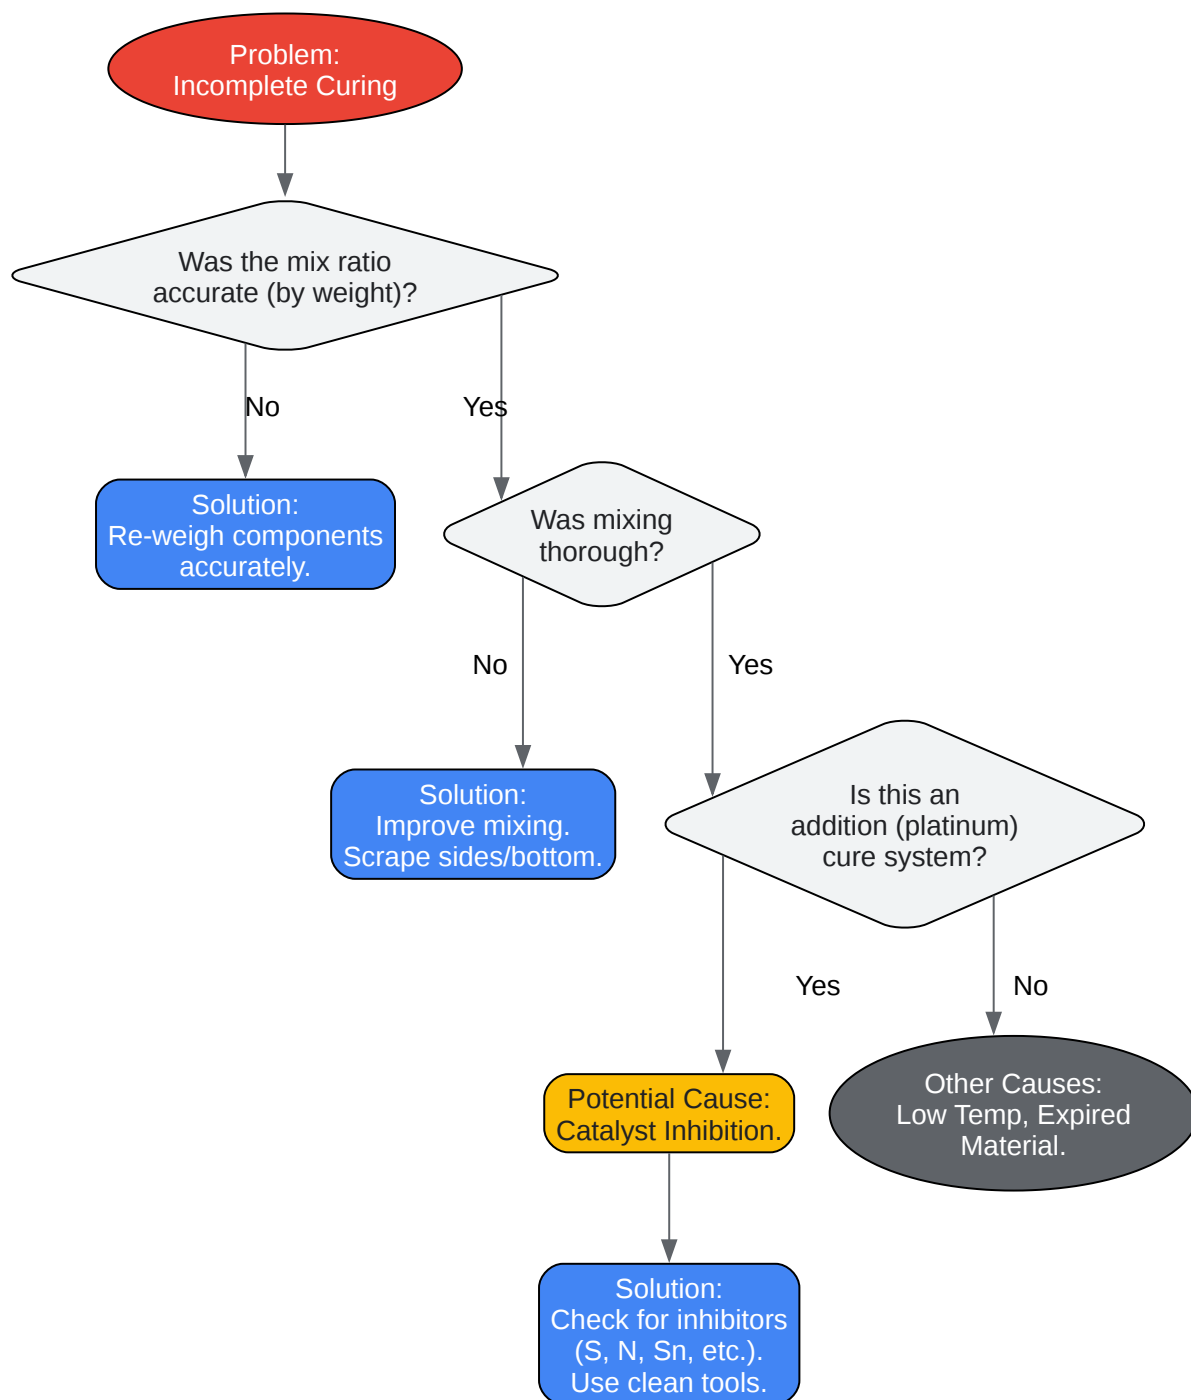 Problem:
Incomplete Curing
Was the mix ratio
accurate (by weight)?
No
Yes
Solution:
Re-weigh components
accurately.
Was mixing
thorough?
No
Yes
Solution:
Improve mixing.
Scrape sides/bottom.
Is this an
addition (platinum)
cure system?
Yes
No
Potential Cause:
Catalyst Inhibition.
Other Causes:
Low Temp, Expired
Material.
Solution:
Check for inhibitors
(S, N, Sn, etc.).
Use clean tools.